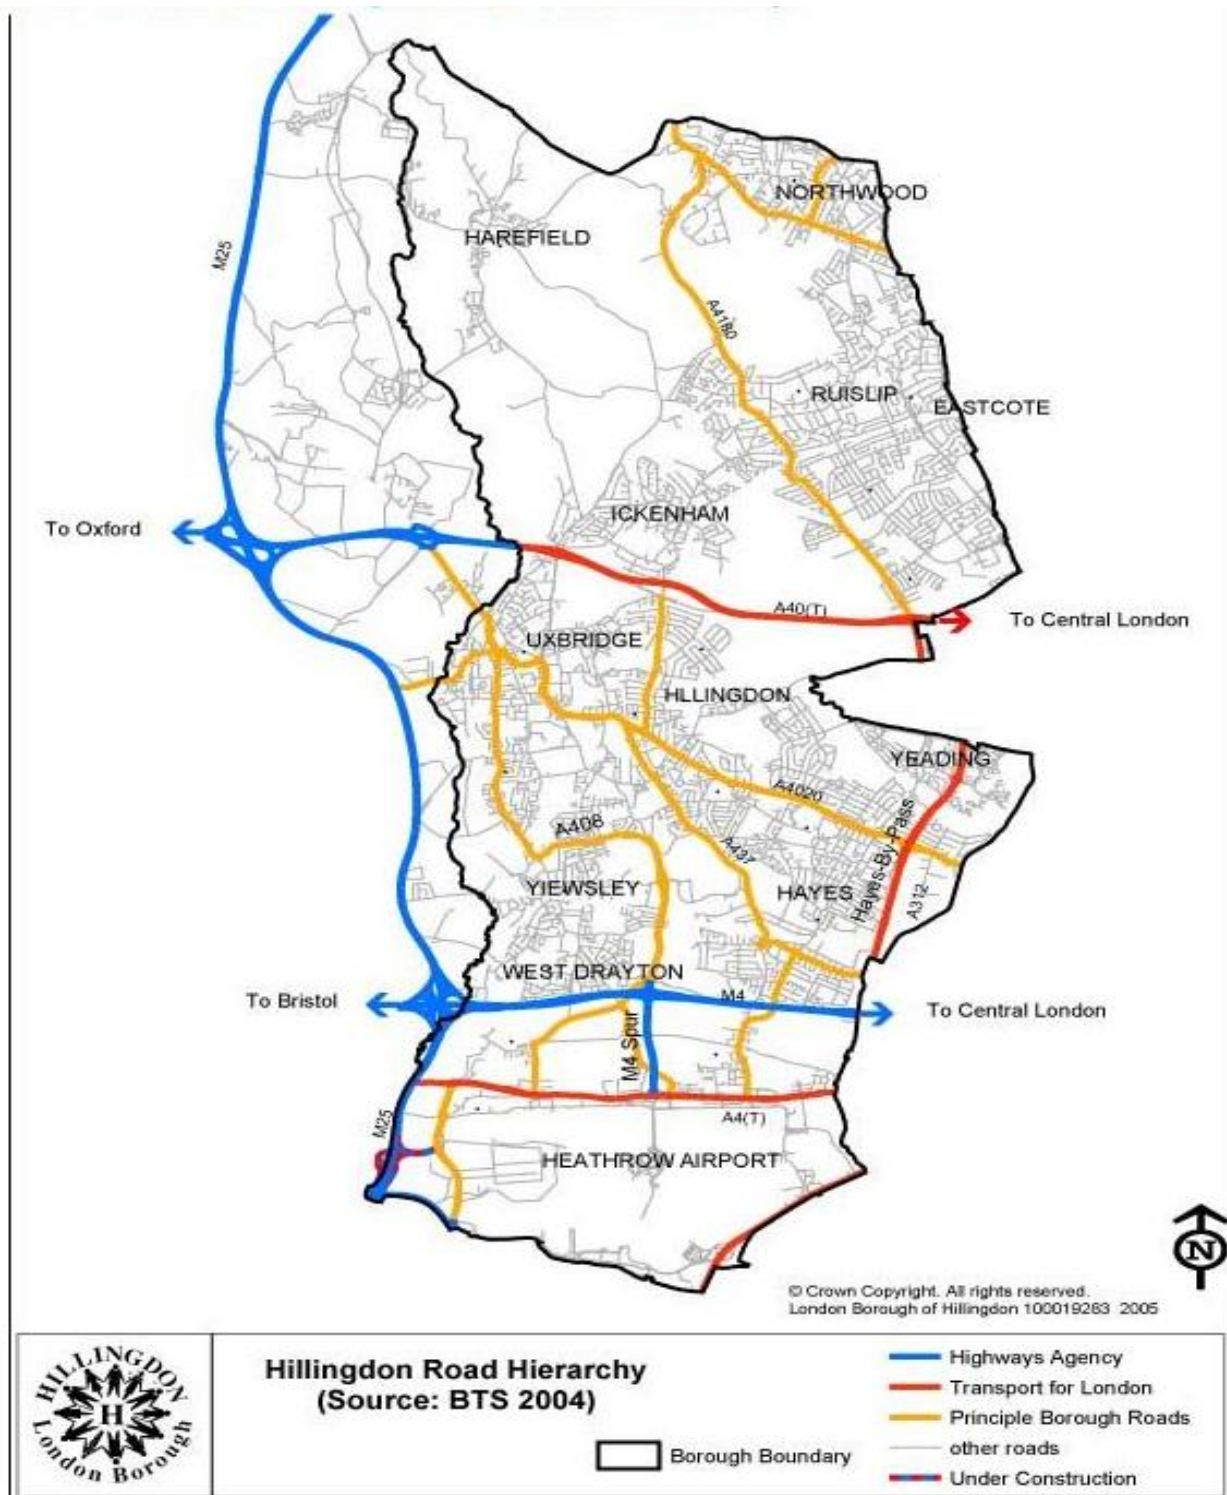 NORTHWOOD
HAREFIELD
M25
A4180
RUISLIP
EASTCOTE
ICKENHAM
To Oxford
A40(T)
To Central London
UXBRIDGE
HLLINGDON
YEADING
A4020
Hayes-By-Pass
A408
A437
YIEWSLEY
HAYES
A312
WEST DRAYTON
To Bristol
M4
To Central London
M4 Spur
A4(T)
M25
HEATHROW AIRPORT
N
© Crown Copyright. All rights reserved.
London Borough of Hillingdon 100019283 2005
HILLINGDON
H
London Borough
Hillingdon Road Hierarchy
(Source: BTS 2004)
Borough Boundary
Highways Agency
Transport for London
Principle Borough Roads
other roads
Under Construction